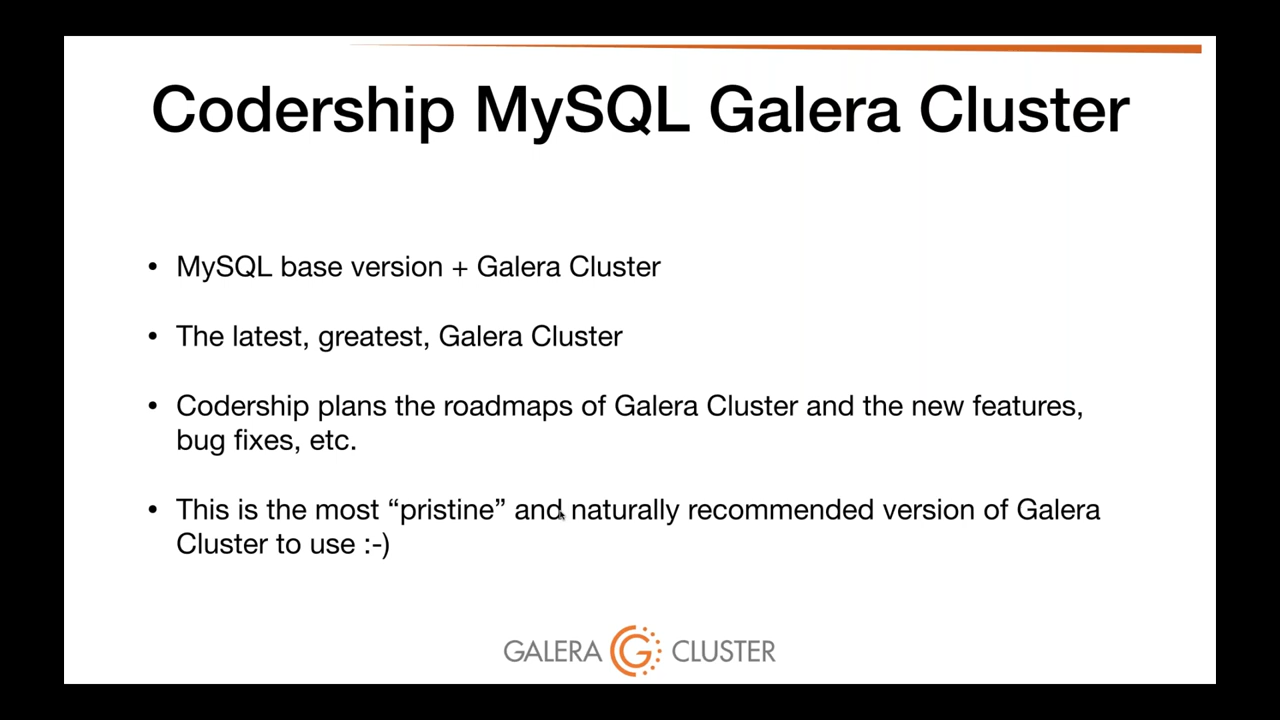 Codership MySQL Galera Cluster
• MySQL base version + Galera Cluster
• The latest, greatest, Galera Cluster
• Codership plans the roadmaps of Galera Cluster and the new features,
bug fixes, etc.
• This is the most “pristine” and naturally recommended version of Galera
Cluster to use :-)
GALERA CLUSTER